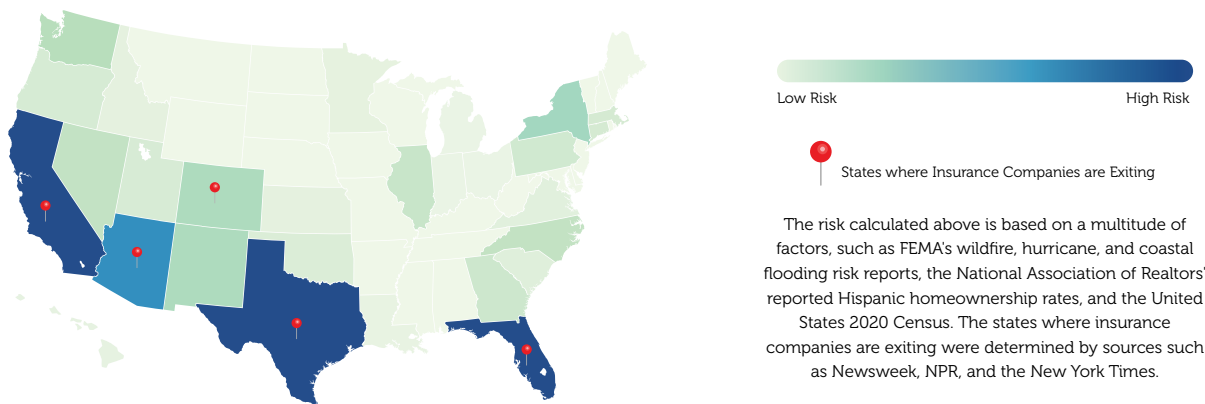 Low Risk
High Risk
States where Insurance Companies are Exiting
The risk calculated above is based on a multitude of
factors, such as FEMA's wildfire, hurricane, and coastal
flooding risk reports, the National Association of Realtors'
reported Hispanic homeownership rates, and the United
States 2020 Census. The states where insurance
companies are exiting were determined by sources such
as Newsweek, NPR, and the New York Times.